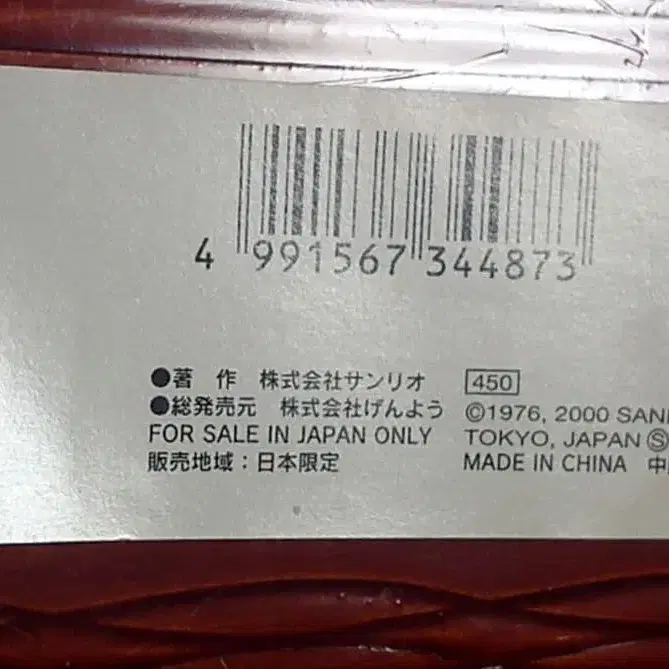 4 991567 344873
●著 作 株式会社サンリオ 450
●総発売元 株式会社げんよう ©1976, 2000
FOR SALE IN JAPAN ONLY TOKYO, JAPAN Ⓢ
販売地域：日本限定 MADE IN CHINA 中